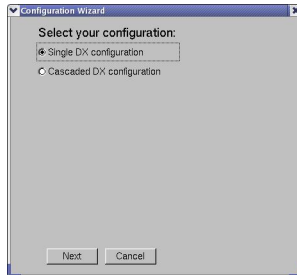 Configuration Wizard
Select your configuration:
Single DX configuration
Cascaded DX configuration
Next
Cancel